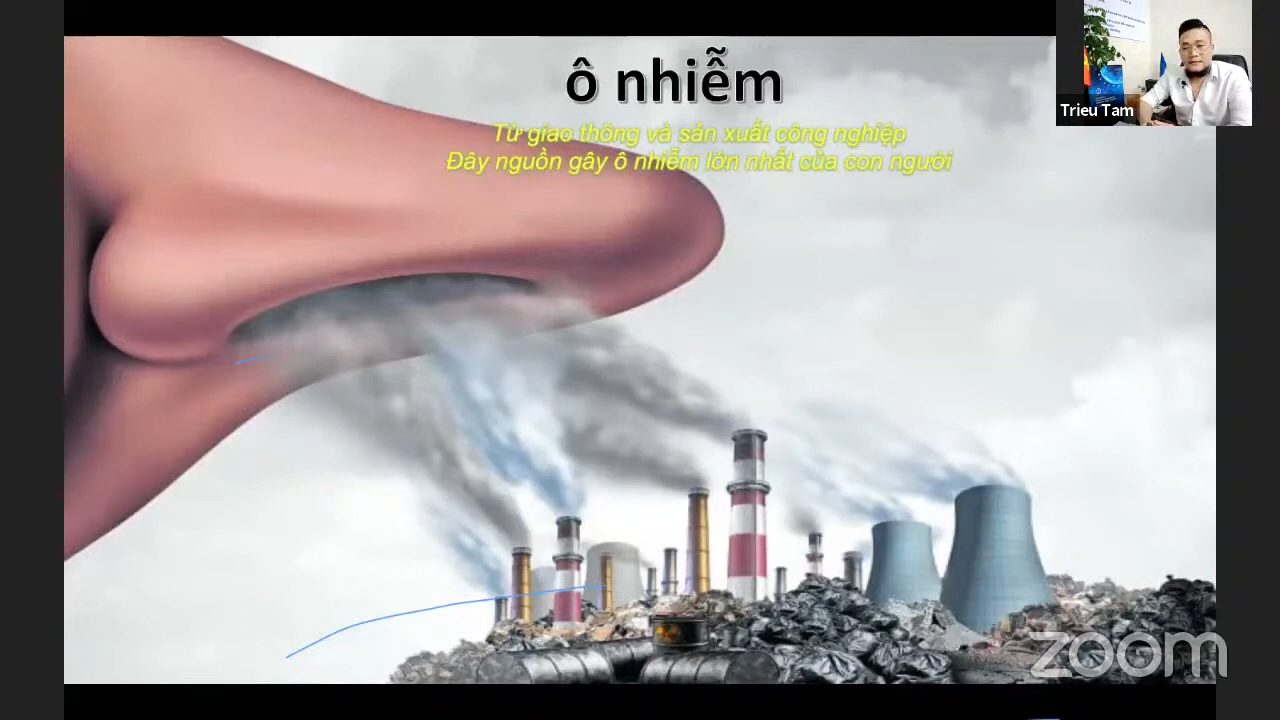 ô nhiễm
Từ giao thông và sản xuất công nghiệp
Đây nguồn gây ô nhiễm lớn nhất của con người
Trieu Tam
zoom